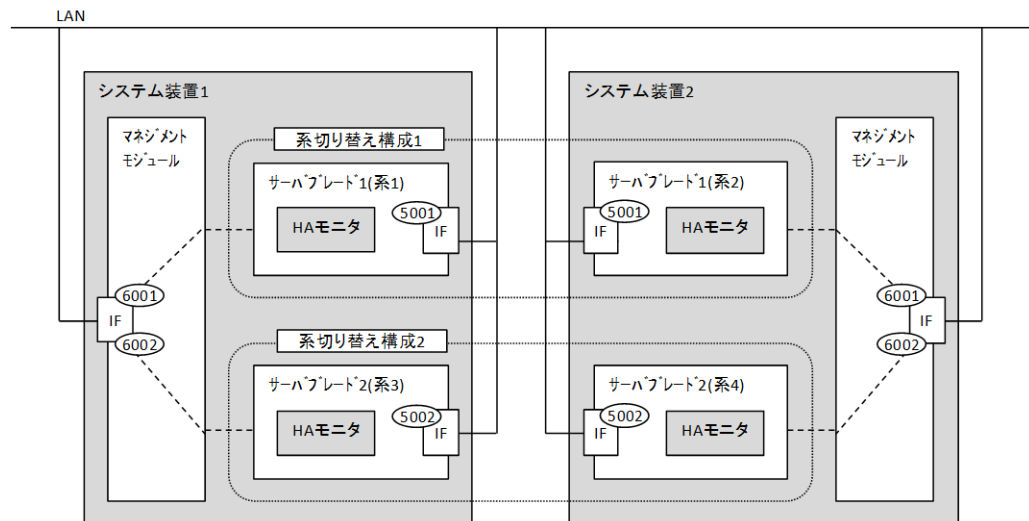 LAN
システム装置1
マネジメント
モジュール
系切り替え構成1
サーバブレード1(系1)
HAモニタ
5001
IF
6001
IF
6002
系切り替え構成2
サーバブレード2(系3)
HAモニタ
5002
IF
システム装置2
サーバブレード1(系2)
5001
IF
HAモニタ
マネジメント
モジュール
6001
IF
6002
サーバブレード2(系4)
5002
IF
HAモニタ